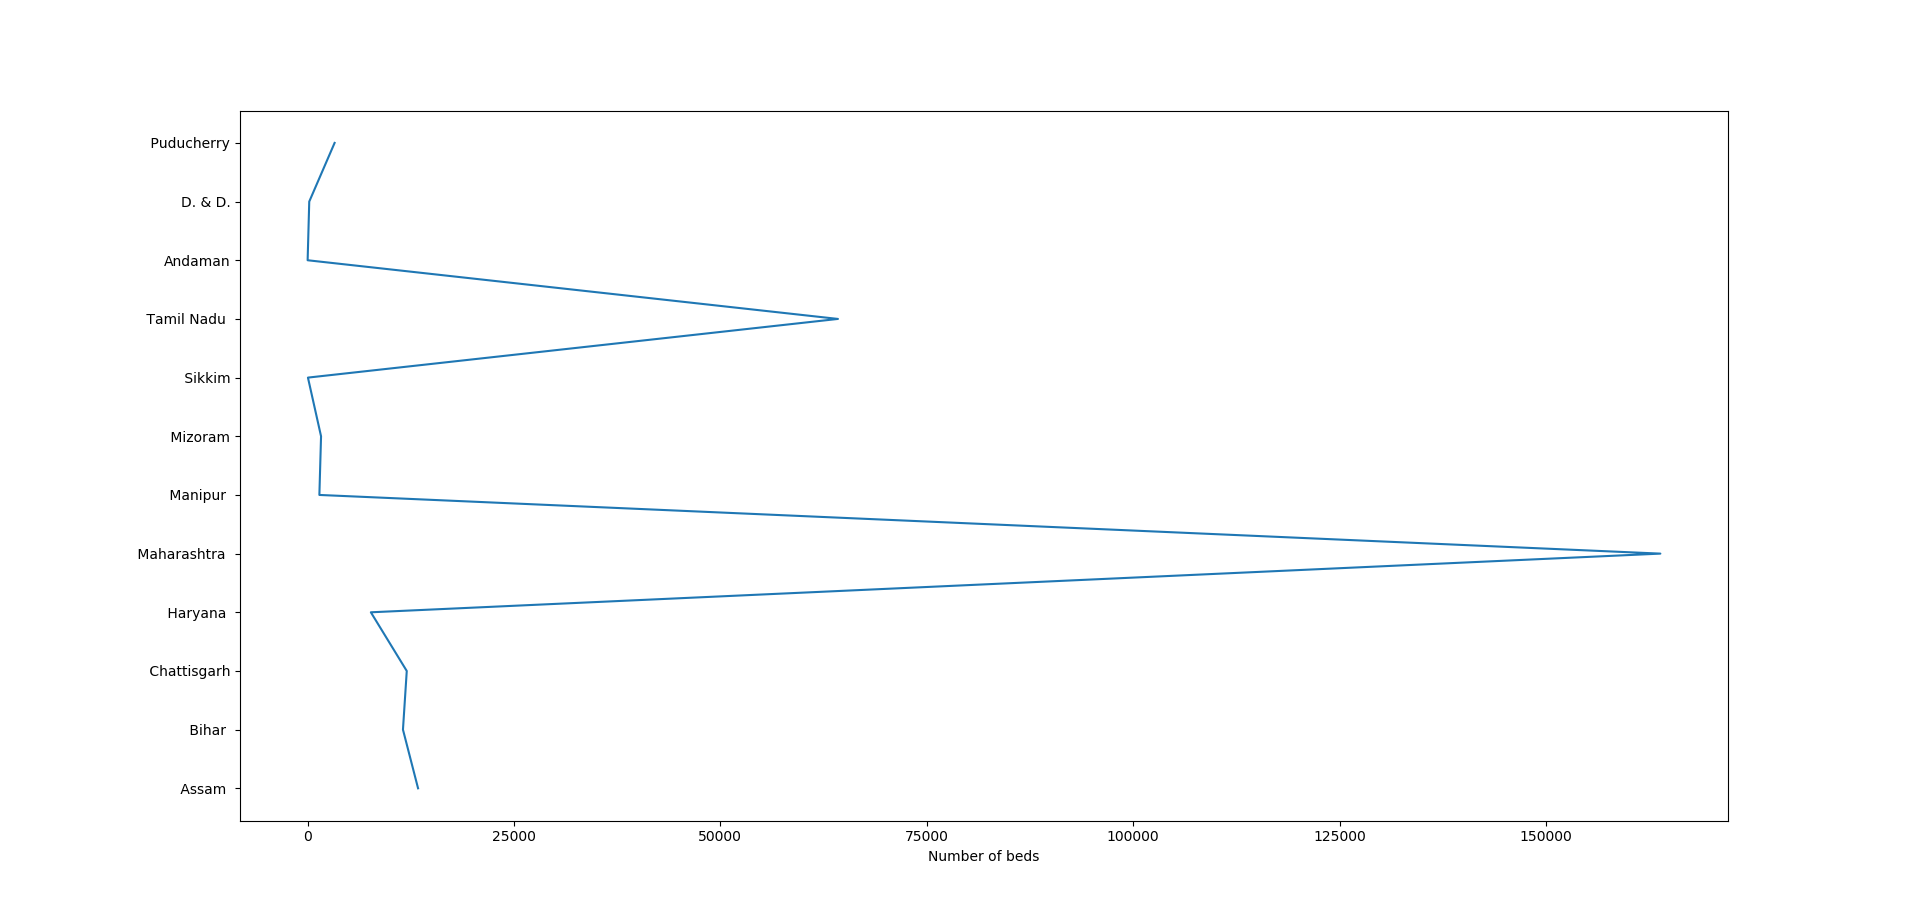 Puducherry
D. & D.
Andaman
Tamil Nadu
Sikkim
Mizoram
Manipur
Maharashtra
Haryana
Chattisgarh
Bihar
Assam
0 25000 50000 75000 100000 125000 150000
Number of beds